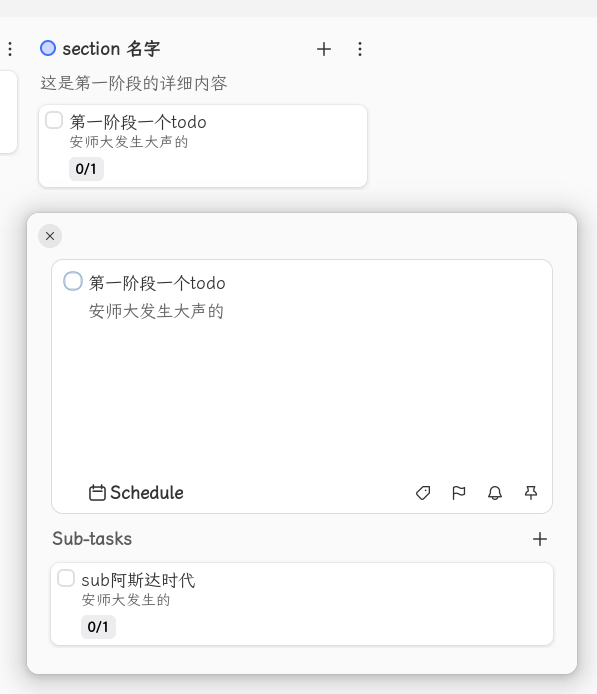 section 名字
这是第一阶段的详细内容
第一阶段一个todo
安师大发生大声的
0/1
第一阶段一个todo
安师大发生大声的
Schedule
Sub-tasks
sub阿斯达时代
安师大发生的
0/1